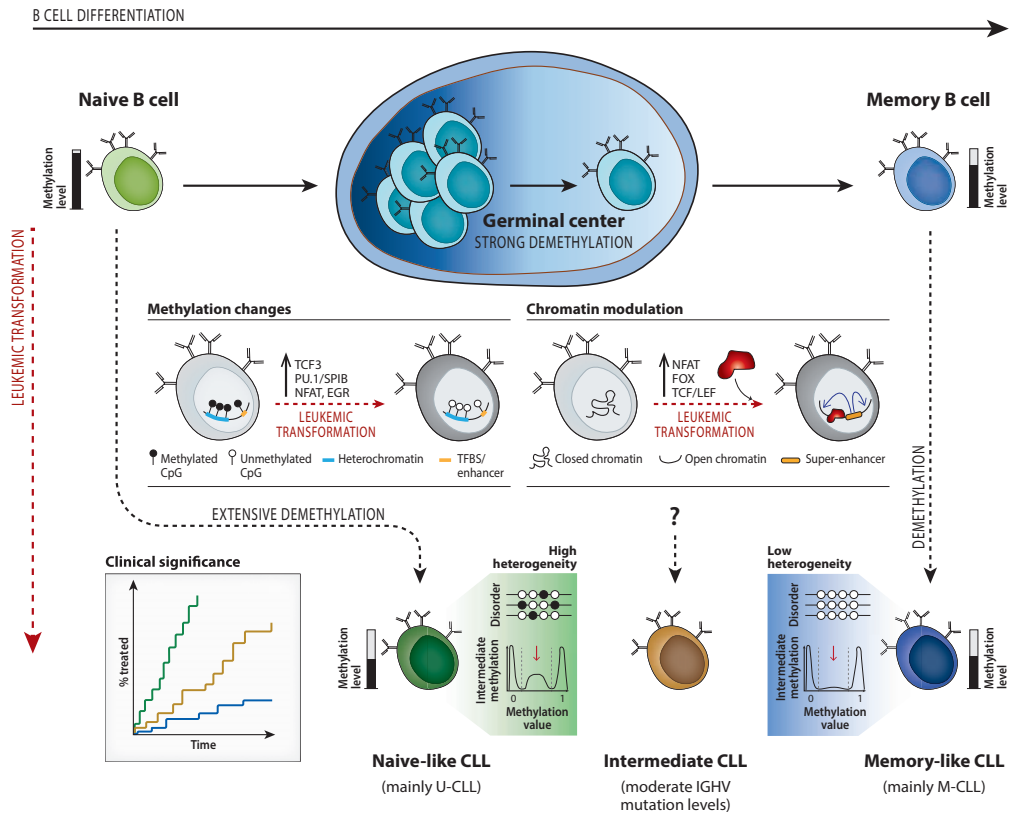 B CELL DIFFERENTIATION
Naive B cell
Memory B cell
Methylation
level
Methylation
level
Germinal center
STRONG DEMETHYLATION
LEUKEMIC TRANSFORMATION
Methylation changes
TCF3
PU.1/SPIB
NFAT, EGR
LEUKEMIC
TRANSFORMATION
Methylated
CpG
Unmethylated
CpG
Heterochromatin
TFBS/
enhancer
Chromatin modulation
NFAT
FOX
TCF/LEF
LEUKEMIC
TRANSFORMATION
Closed chromatin
Open chromatin
Super-enhancer
EXTENSIVE DEMETHYLATION
?
DEMETHYLATION
Clinical significance
% treated
Time
Methylation
level
High
heterogeneity
Disorder
Intermediate
methylation
0
1
Methylation
value
Low
heterogeneity
Disorder
Intermediate
methylation
0
1
Methylation
value
Methylation
level
Naive-like CLL
(mainly U-CLL)
Intermediate CLL
(moderate IGHV
mutation levels)
Memory-like CLL
(mainly M-CLL)